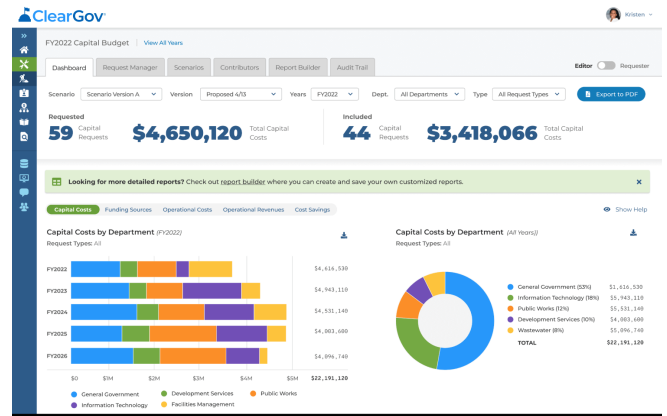 ClearGov
Kristen
FY2022 Capital Budget View All Years
Dashboard Request Manager Scenarios Contributors Report Builder Audit Trail
Editor Requester
Scenario Scenario Version A Version Proposed 4/13 Years FY2022 Dept. All Departments Type All Request Types Export to PDF
Requested
59 Capital Requests $4,650,120 Total Capital Costs
Included
44 Capital Requests $3,418,066 Total Capital Costs
Looking for more detailed reports? Check out report builder where you can create and save your own customized reports.
Capital Costs Funding Sources Operational Costs Operational Revenues Cost Savings
Show Help
Capital Costs by Department (FY2022)
Request Types: All
FY2022 $4,616,530
FY2023 $4,943,110
FY2024 $4,531,140
FY2025 $4,003,600
FY2026 $4,096,740
$0 $1M $2M $3M $4M $5M $22,191,120
General Government Development Services Public Works
Information Technology Facilities Management
Capital Costs by Department (All Years))
Request Types: All
General Government (53%) $1,616,530
Information Technology (18%) $5,943,110
Public Works (12%) $5,531,140
Development Services (10%) $4,003,600
Wastewater (8%) $5,096,740
TOTAL $22,191,120